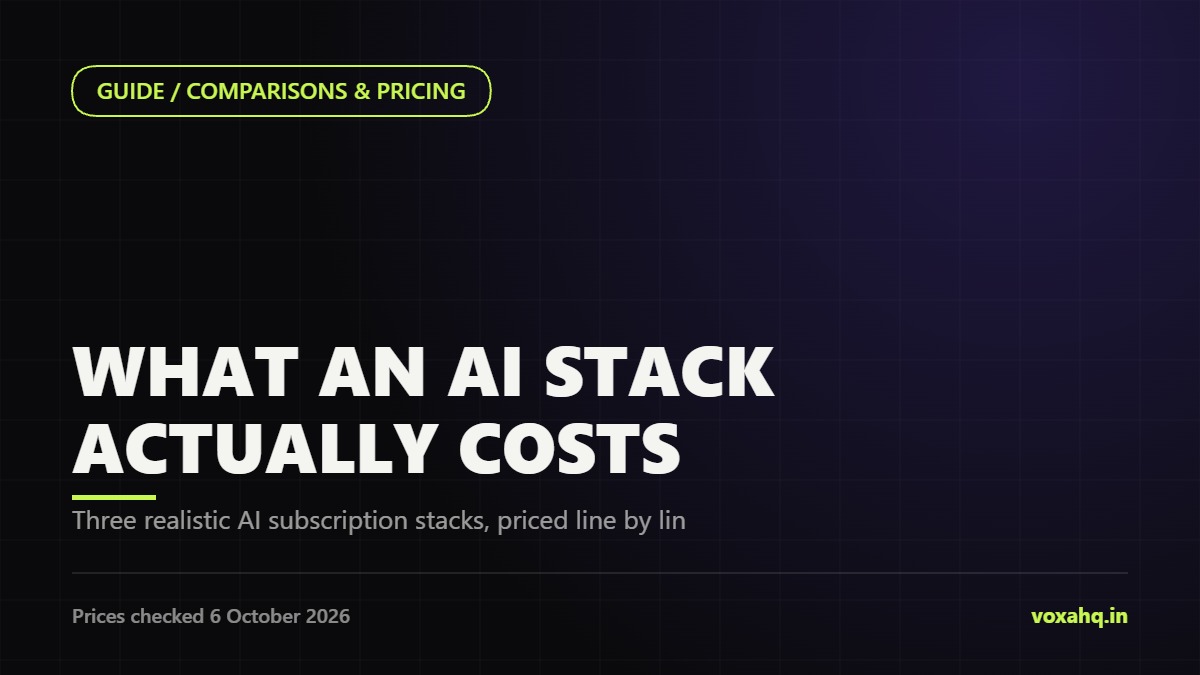 GUIDE / COMPARISONS & PRICING
WHAT AN AI STACK
ACTUALLY COSTS
Three realistic AI subscription stacks, priced line by lin
Prices checked 6 October 2026
voxahq.in